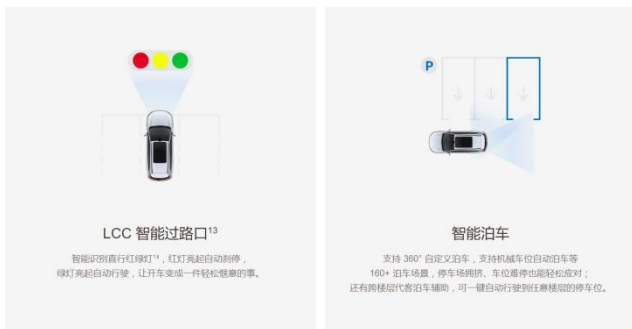 LCC 智能过路口13
智能识别直行红绿灯14，红灯亮起自动刹停，
绿灯亮起自动行驶，让开车变成一件轻松惬意的事。
P
智能泊车
支持 360° 自定义泊车，支持机械车位自动泊车等
160+ 泊车场景，停车场拥挤、车位难停也能轻松应对；
还有跨楼层代客泊车辅助，可一键自动行驶到任意楼层的停车位。